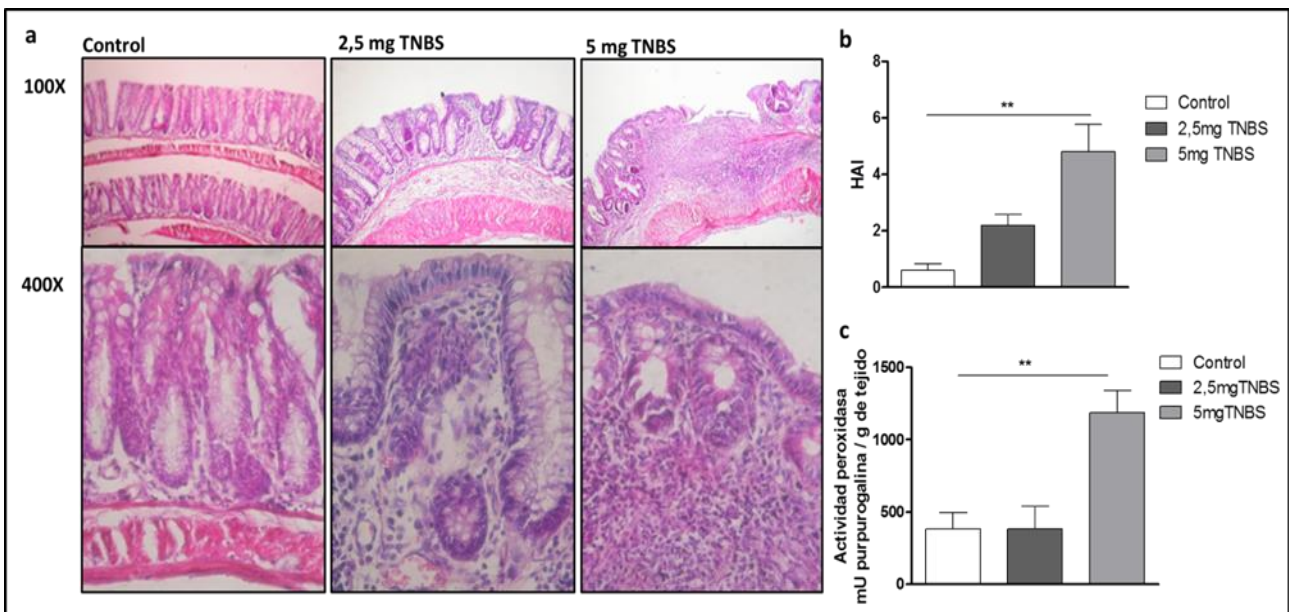 a
Control
2,5 mg TNBS
5 mg TNBS
100X
400X
b
8
6
4
2
0
HAI
**
Control
2,5mg TNBS
5mg TNBS
c
1500
1000
500
0
Actividad peroxidasa
mU purpurogalina / g de tejido
**
Control
2,5mgTNBS
5mgTNBS